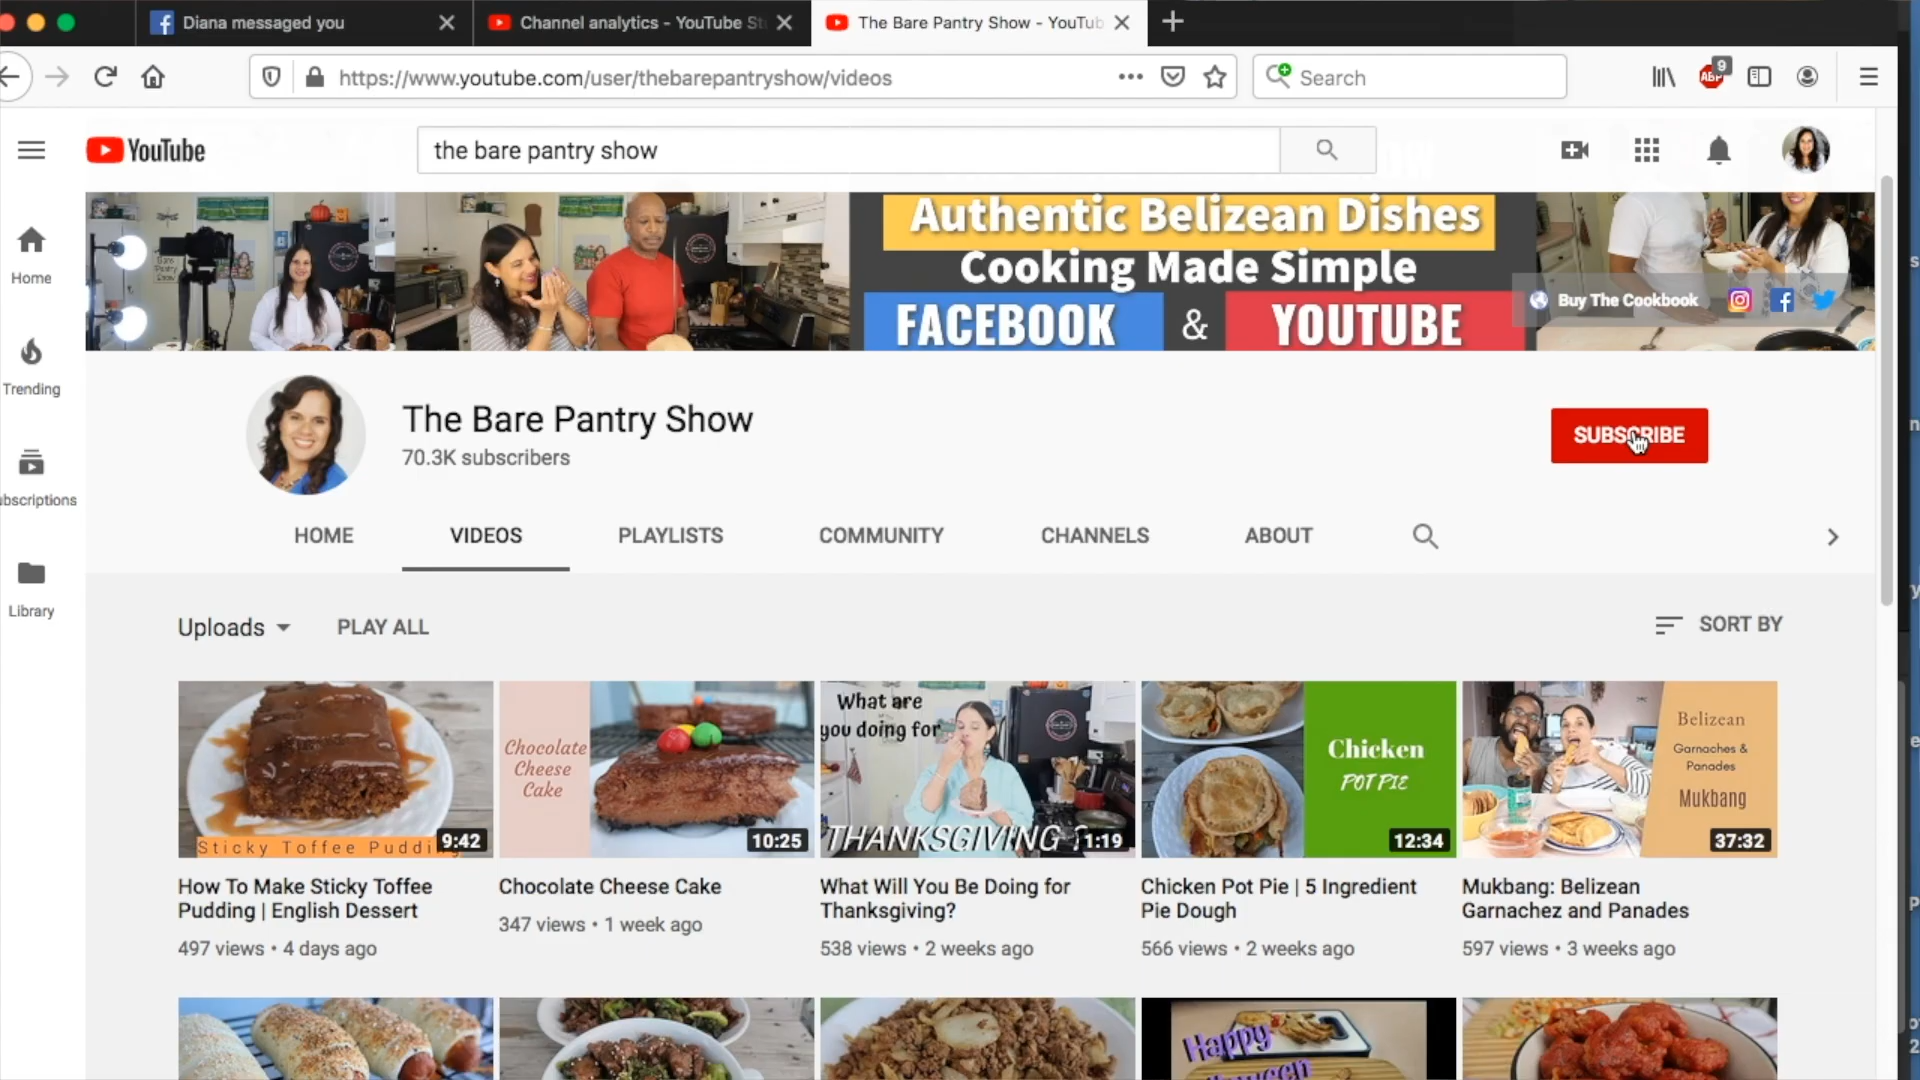 Diana messaged you
Channel analytics - YouTube St
The Bare Pantry Show - YouTub
https://www.youtube.com/user/thebarepantryshow/videos
Search
ABP
9
YouTube
the bare pantry show
Authentic Belizean Dishes
Cooking Made Simple
FACEBOOK & YOUTUBE
Buy The Cookbook
Home
Trending
ubscriptions
Library
The Bare Pantry Show
70.3K subscribers
SUBSCRIBE
HOME
VIDEOS
PLAYLISTS
COMMUNITY
CHANNELS
ABOUT
Uploads
PLAY ALL
SORT BY
Sticky Toffee Puddi
9:42
Chocolate
Cheese
Cake
10:25
What are
you doing for
THANKSGIVING
1:19
Chicken
POT PIE
12:34
Belizean
Garnaches &
Panades
Mukbang
37:32
How To Make Sticky Toffee
Pudding | English Dessert
497 views • 4 days ago
Chocolate Cheese Cake
347 views • 1 week ago
What Will You Be Doing for
Thanksgiving?
538 views • 2 weeks ago
Chicken Pot Pie | 5 Ingredient
Pie Dough
566 views • 2 weeks ago
Mukbang: Belizean
Garnachez and Panades
597 views • 3 weeks ago
Happy